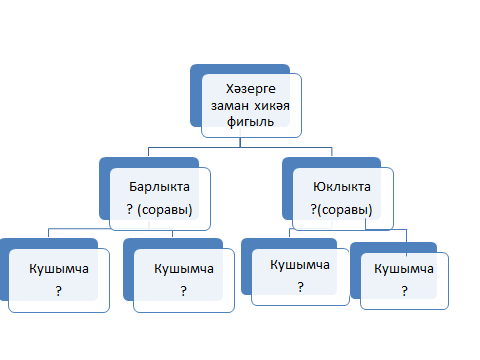 Хәзерге
заман хикәя
фигыль
Барлыкта
? (соравы)
Юклыкта
?(соравы)
Кушымча
?
Кушымча
?
Кушымча
?
Кушымча
?